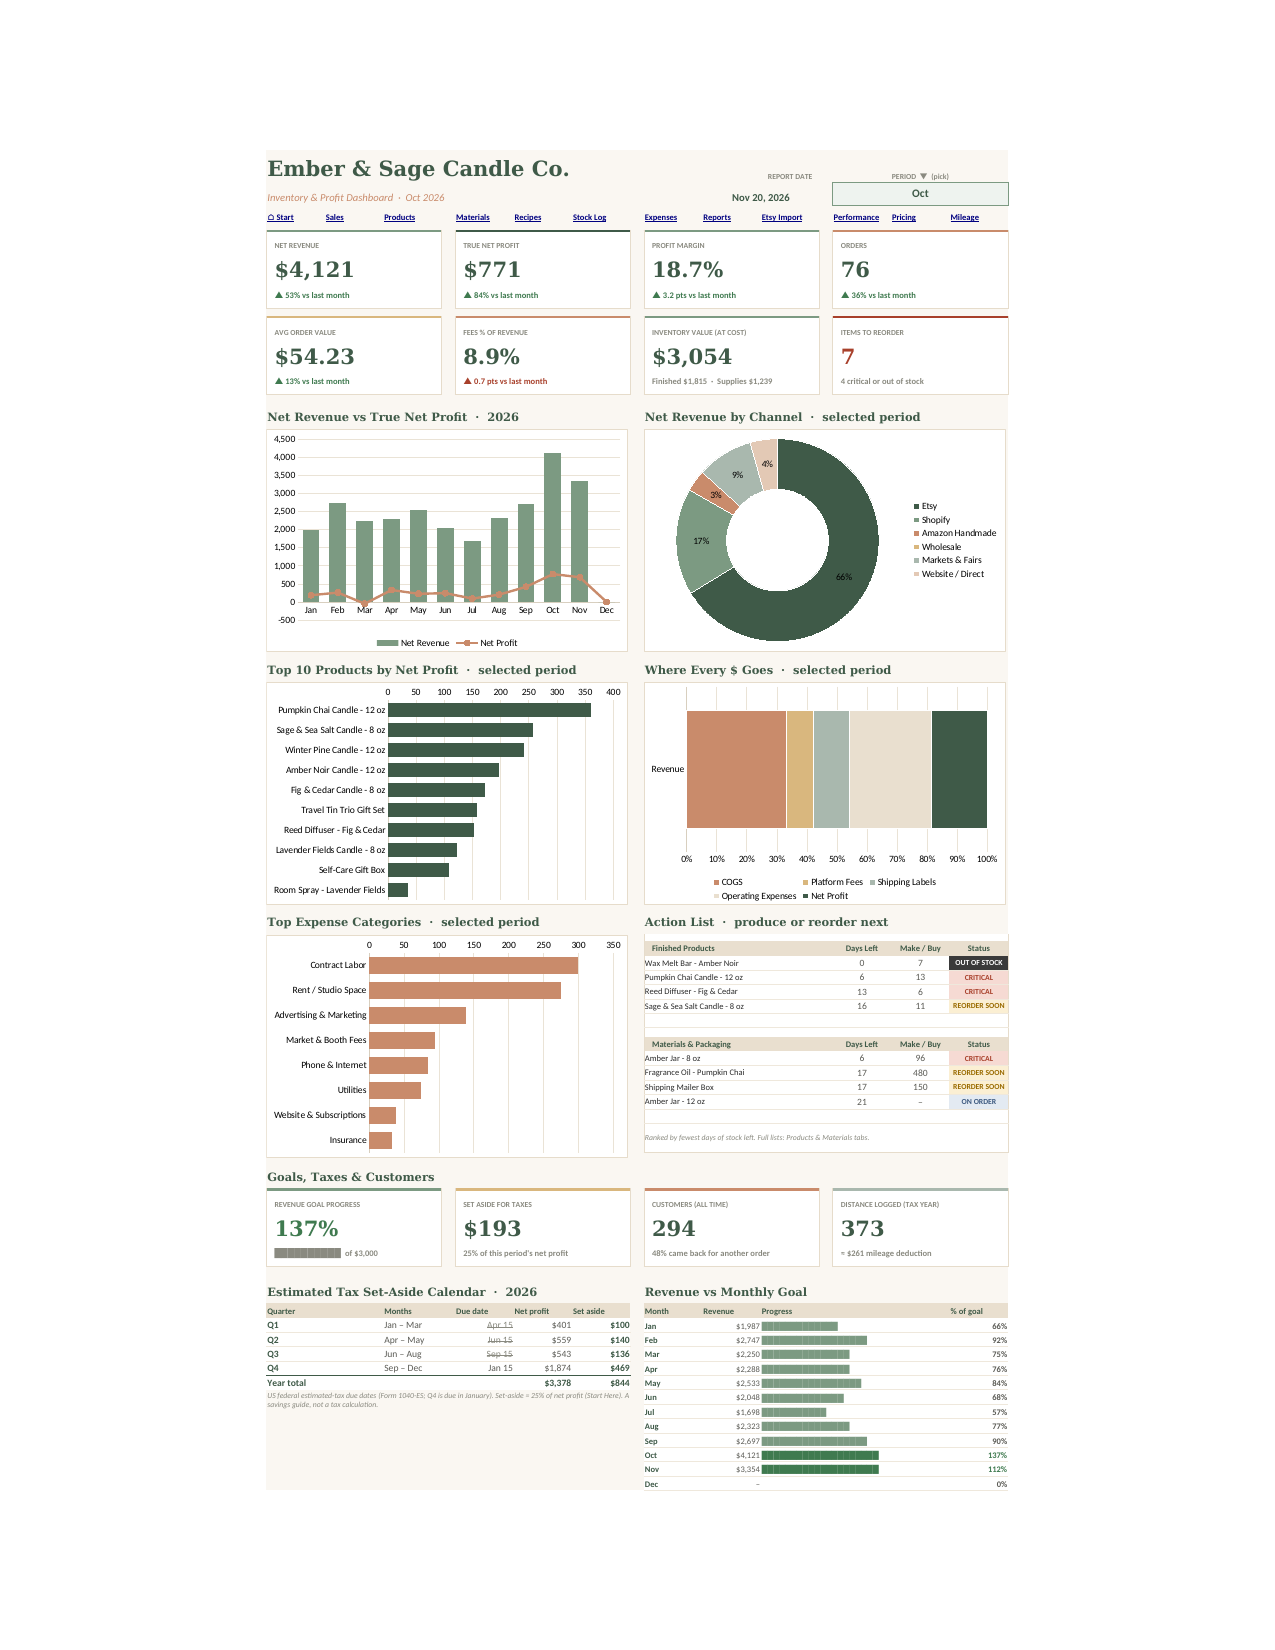 Ember & Sage Candle Co.
REPORT DATE
PERIOD ▼ (pick)
Inventory & Profit Dashboard · Oct 2026
Nov 20, 2026
Oct
⌂ Start Sales Products Materials Recipes Stock Log Expenses Reports Etsy Import Performance Pricing Mileage
NET REVENUE
$4,121
▲ 53% vs last month
TRUE NET PROFIT
$771
▲ 84% vs last month
PROFIT MARGIN
18.7%
▲ 3.2 pts vs last month
ORDERS
76
▲ 36% vs last month
AVG ORDER VALUE
$54.23
▲ 13% vs last month
FEES % OF REVENUE
8.9%
▲ 0.7 pts vs last month
INVENTORY VALUE (AT COST)
$3,054
Finished $1,815 · Supplies $1,239
ITEMS TO REORDER
7
4 critical or out of stock
Net Revenue vs True Net Profit · 2026
4,500
4,000
3,500
3,000
2,500
2,000
1,500
1,000
500
0
-500
Jan Feb Mar Apr May Jun Jul Aug Sep Oct Nov Dec
Net Revenue Net Profit
Net Revenue by Channel · selected period
4%
9%
3%
17%
66%
Etsy
Shopify
Amazon Handmade
Wholesale
Markets & Fairs
Website / Direct
Top 10 Products by Net Profit · selected period
0 50 100 150 200 250 300 350 400
Pumpkin Chai Candle - 12 oz
Sage & Sea Salt Candle - 8 oz
Winter Pine Candle - 12 oz
Amber Noir Candle - 12 oz
Fig & Cedar Candle - 8 oz
Travel Tin Trio Gift Set
Reed Diffuser - Fig & Cedar
Lavender Fields Candle - 8 oz
Self-Care Gift Box
Room Spray - Lavender Fields
Where Every $ Goes · selected period
Revenue
0% 10% 20% 30% 40% 50% 60% 70% 80% 90% 100%
COGS Platform Fees Shipping Labels
Operating Expenses Net Profit
Top Expense Categories · selected period
0 50 100 150 200 250 300 350
Contract Labor
Rent / Studio Space
Advertising & Marketing
Market & Booth Fees
Phone & Internet
Utilities
Website & Subscriptions
Insurance
Action List · produce or reorder next
Finished Products Days Left Make / Buy Status
Wax Melt Bar - Amber Noir 0 7 OUT OF STOCK
Pumpkin Chai Candle - 12 oz 6 13 CRITICAL
Reed Diffuser - Fig & Cedar 13 6 CRITICAL
Sage & Sea Salt Candle - 8 oz 16 11 REORDER SOON
Materials & Packaging Days Left Make / Buy Status
Amber Jar - 8 oz 6 96 CRITICAL
Fragrance Oil - Pumpkin Chai 17 480 REORDER SOON
Shipping Mailer Box 17 150 REORDER SOON
Amber Jar - 12 oz 21 – ON ORDER
Ranked by fewest days of stock left. Full lists: Products & Materials tabs.
Goals, Taxes & Customers
REVENUE GOAL PROGRESS
137%
of $3,000
SET ASIDE FOR TAXES
$193
25% of this period's net profit
CUSTOMERS (ALL TIME)
294
48% came back for another order
DISTANCE LOGGED (TAX YEAR)
373
≈ $261 mileage deduction
Estimated Tax Set-Aside Calendar · 2026
Quarter Months Due date Net profit Set aside
Q1 Jan – Mar Apr 15 $401 $100
Q2 Apr – May Jun 15 $559 $140
Q3 Jun – Aug Sep 15 $543 $136
Q4 Sep – Dec Jan 15 $1,874 $469
Year total $3,378 $844
US federal estimated-tax due dates (Form 1040-ES; Q4 is due in January). Set-aside = 25% of net profit (Start Here). A
savings guide, not a tax calculation.
Revenue vs Monthly Goal
Month Revenue Progress % of goal
Jan $1,987 66%
Feb $2,747 92%
Mar $2,250 75%
Apr $2,288 76%
May $2,533 84%
Jun $2,048 68%
Jul $1,698 57%
Aug $2,323 77%
Sep $2,697 90%
Oct $4,121 137%
Nov $3,354 112%
Dec – 0%